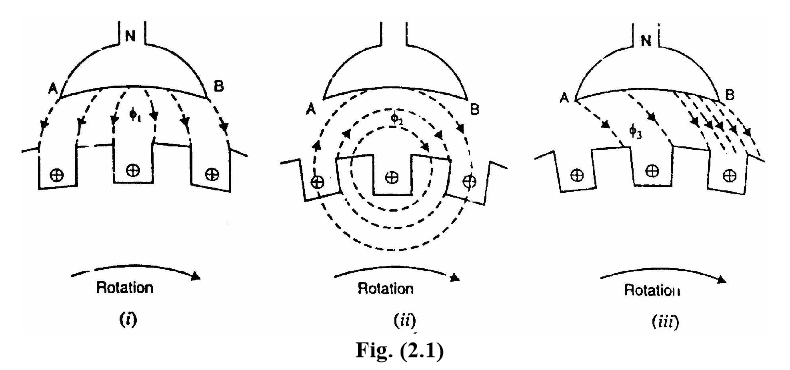 N
A
B
ϕ1
Rotation
(i)
A
B
ϕ2
Rotation
(ii)
N
A
B
ϕ3
Rotation
(iii)
Fig. (2.1)